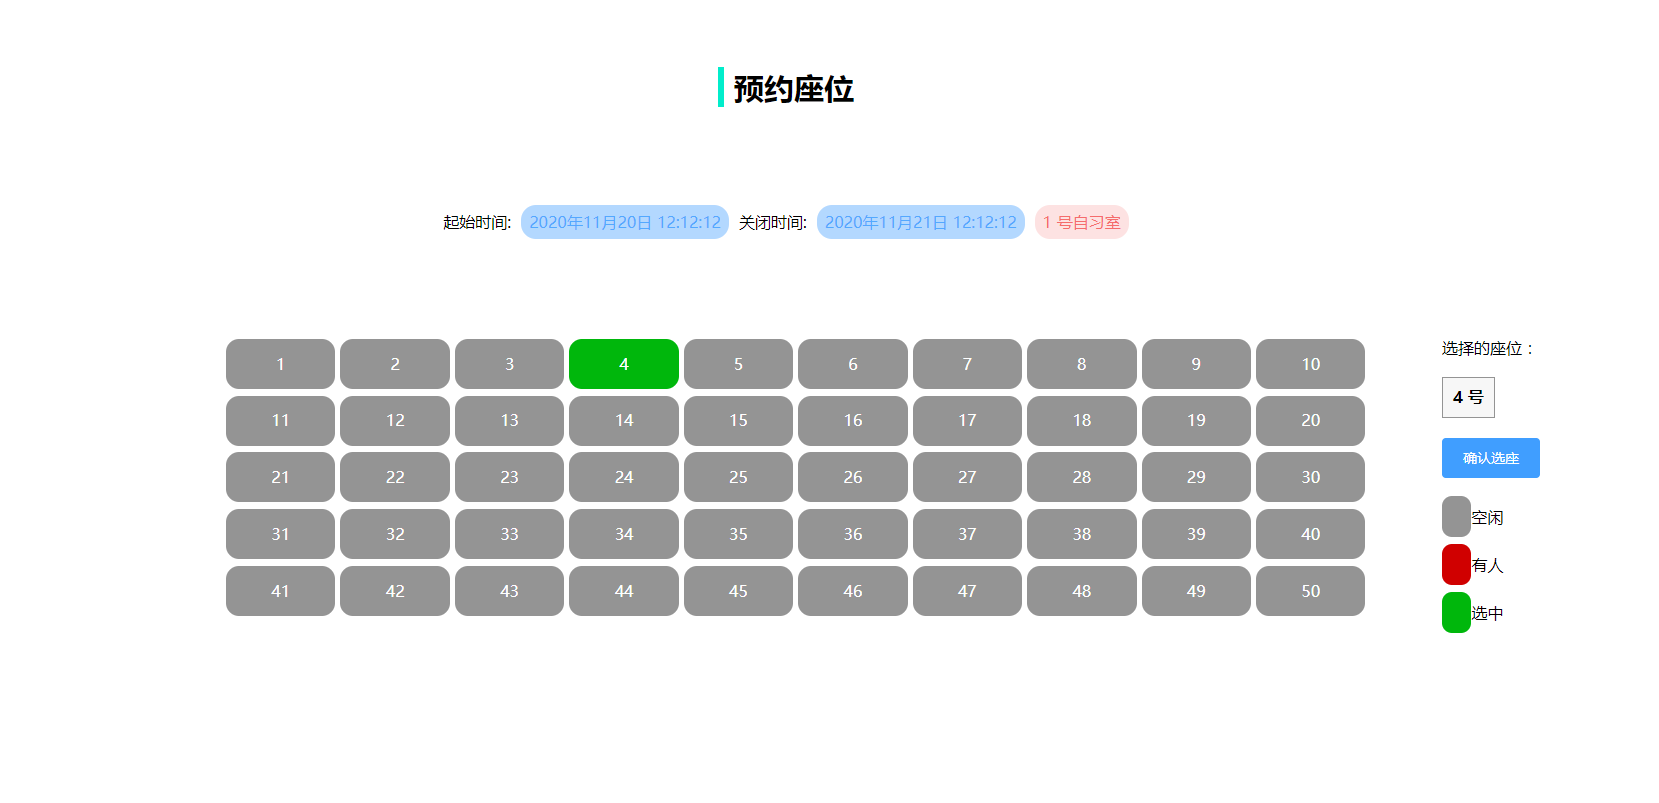 预约座位
起始时间: 2020年11月20日 12:12:12 关闭时间: 2020年11月21日 12:12:12 1 号自习室
1 2 3 4 5 6 7 8 9 10
11 12 13 14 15 16 17 18 19 20
21 22 23 24 25 26 27 28 29 30
31 32 33 34 35 36 37 38 39 40
41 42 43 44 45 46 47 48 49 50
选择的座位：
4 号
确认选座
空闲
有人
选中